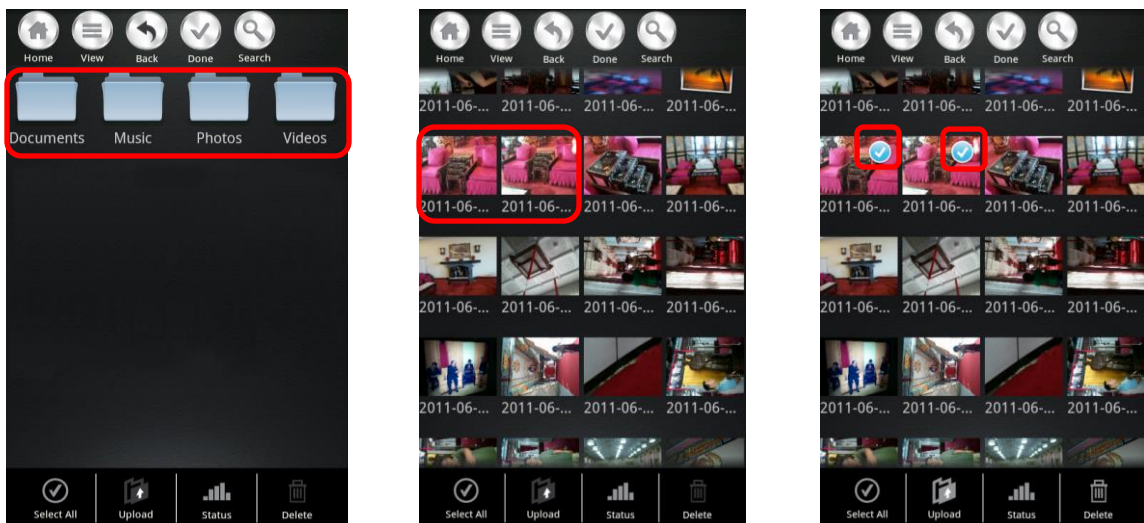 Home View Back Done Search
Documents Music Photos Videos
Select All Upload Status Delete
Home View Back Done Search
2011-06-... 2011-06-... 2011-06-... 2011-06-...
2011-06-... 2011-06-... 2011-06-... 2011-06-...
2011-06-... 2011-06-... 2011-06-... 2011-06-...
2011-06-... 2011-06-... 2011-06-... 2011-06-...
Select All Upload Status Delete
Home View Back Done Search
2011-06-... 2011-06-... 2011-06-... 2011-06-...
2011-06-... 2011-06-... 2011-06-... 2011-06-...
2011-06-... 2011-06-... 2011-06-... 2011-06-...
2011-06-... 2011-06-... 2011-06-... 2011-06-...
Select All Upload Status Delete